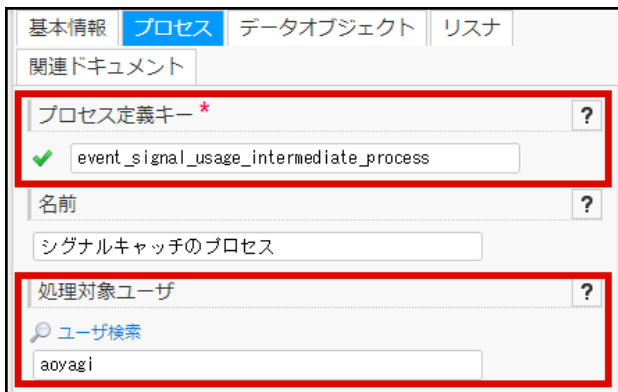 基本情報 プロセス データオブジェクト リスナ
関連ドキュメント
プロセス定義キー * ?
event_signal_usage_intermediate_process
名前 ?
シグナルキャッチのプロセス
処理対象ユーザ ?
ユーザ検索
aoyagi